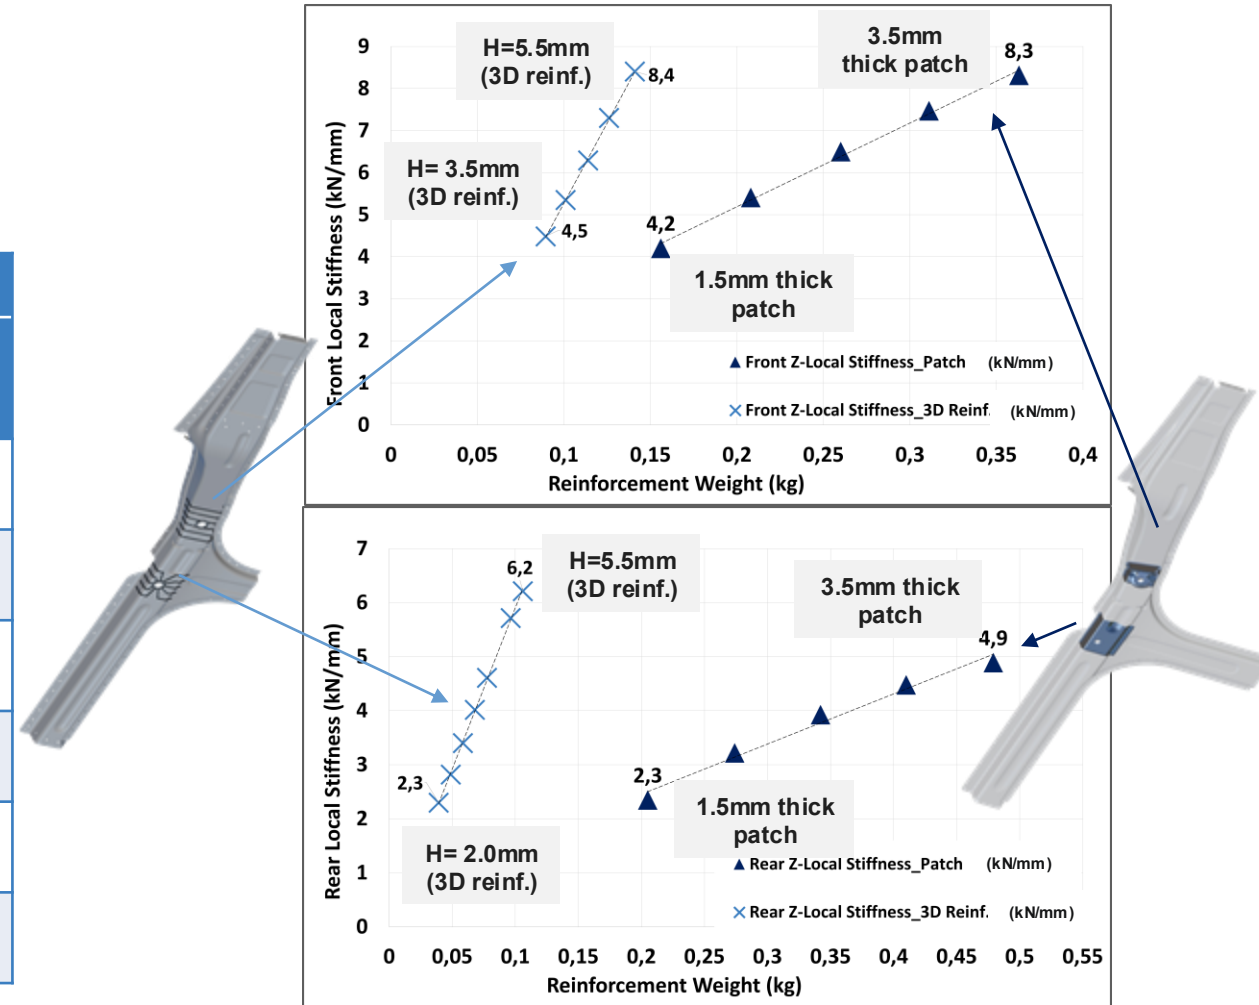 9
8
7
6
5
4
3
2
1
0
Front Local Stiffness (kN/mm)
H=5.5mm
(3D reinf.)
8,4
H= 3.5mm
(3D reinf.)
4,5
3.5mm
thick patch
8,3
4,2
1.5mm thick
patch
Front Z-Local Stiffness_Patch (kN/mm)
Front Z-Local Stiffness_3D Reinf. (kN/mm)
0 0,05 0,1 0,15 0,2 0,25 0,3 0,35 0,4
Reinforcement Weight (kg)
7
6
5
4
3
2
1
0
Rear Local Stiffness (kN/mm)
6,2
H=5.5mm
(3D reinf.)
2,3
H= 2.0mm
(3D reinf.)
3.5mm thick
patch
4,9
2,3
1.5mm thick
patch
Rear Z-Local Stiffness_Patch (kN/mm)
Rear Z-Local Stiffness_3D Reinf. (kN/mm)
0 0,05 0,1 0,15 0,2 0,25 0,3 0,35 0,4 0,45 0,5 0,55
Reinforcement Weight (kg)